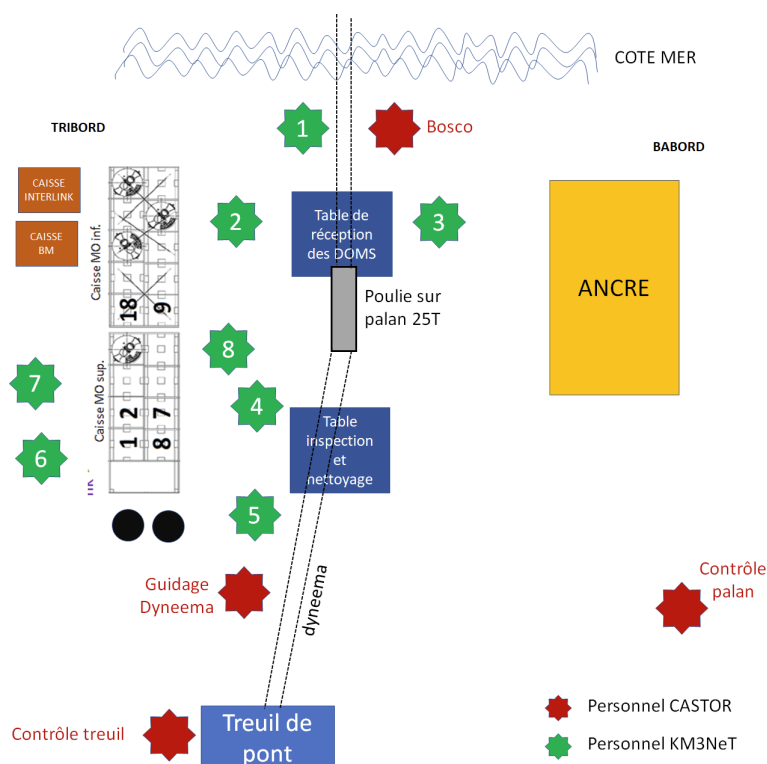 COTE MER
TRIBORD
1
Bosco
BABORD
CAISSE
INTERLINK
CAISSE
BM
Caisse MO inf.
18
9
2
Table de
réception
des DOMS
3
Poulie sur
palan 25T
ANCRE
Caisse MO sup.
1 2
8 7
8
7
4
6
Table
inspection
et
nettoyage
5
Guidage
Dyneema
dyneema
Contrôle
palan
Contrôle treuil
Treuil de
pont
Personnel CASTOR
Personnel KM3NeT